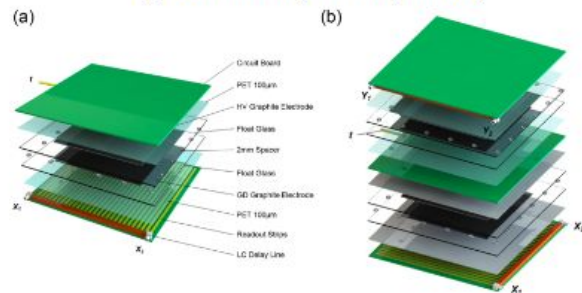 (a)
t
Circuit Board
PET 100μm
HV Graphite Electrode
Float Glass
2mm Spacer
Float Glass
GD Graphite Electrode
PET 100μm
Readout Strips
LC Delay Line
(b)
t